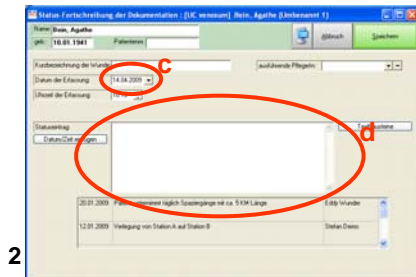 Status-Fortschreibung der Dokumentation : [UC venosum] Bein, Agathe (Umbenannt 1)
Name: Bein, Agathe
geb.: 10.01.1941 Patientennr.:
Abbruch
Speichern
Kurzbezeichnung der Wunde
ausführende PflegeIn:
c
Datum der Erfassung: 14.04.2009
Uhrzeit der Erfassung:
Statuseintrag:
Datum/Zeit einfügen
d
20.01.2009 Patient unternimmt täglich Spaziergänge mit ca. 5 KM Länge. Eddy Wunder
12.01.2009 Verlegung von Station A auf Station B Stefan Demo
2